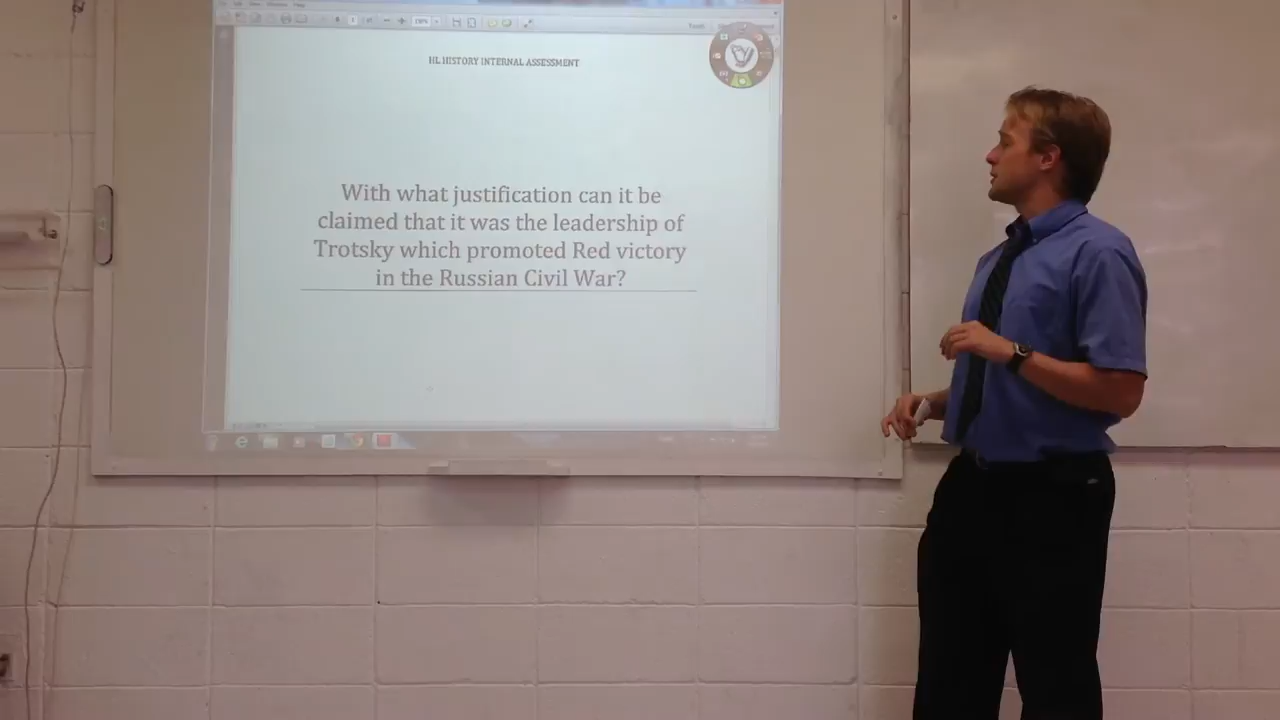 HL HISTORY INTERNAL ASSESSMENT
With what justification can it be
claimed that it was the leadership of
Trotsky which promoted Red victory
in the Russian Civil War?